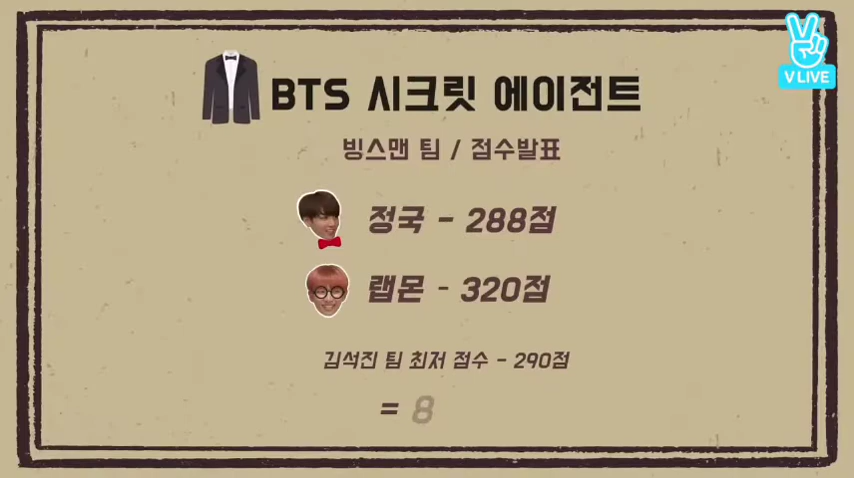 V LIVE
BTS 시크릿 에이전트
빙스맨 팀 / 점수발표
정국 - 288점
랩몬 - 320점
김석진 팀 최저 점수 - 290점
= 8